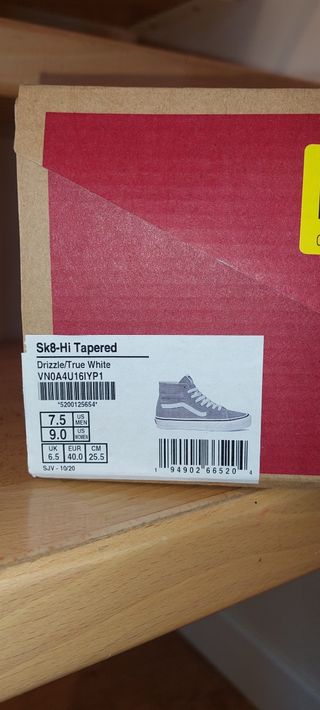 Sk8-Hi Tapered
Drizzle/True White
VN0A4U16IYP1
*5200125654*
7.5 US MEN
9.0 US WOMEN
UK EUR CM
6.5 40.0 25.5
SJV - 10/20
1 94902 66520 4